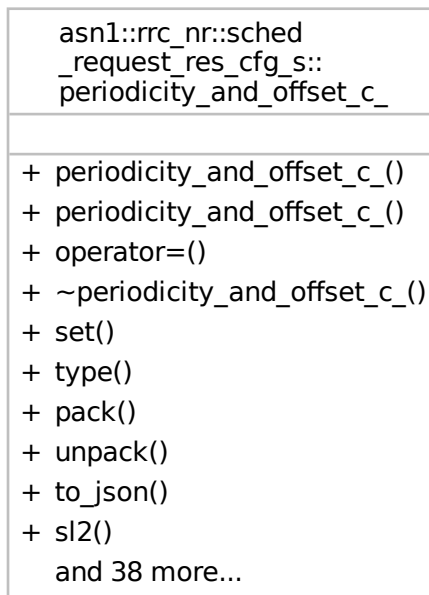 asn1::rrc_nr::sched
_request_res_cfg_s::
periodicity_and_offset_c_
+ periodicity_and_offset_c_()
+ periodicity_and_offset_c_()
+ operator=()
+ ~periodicity_and_offset_c_()
+ set()
+ type()
+ pack()
+ unpack()
+ to_json()
+ sl2()
and 38 more...